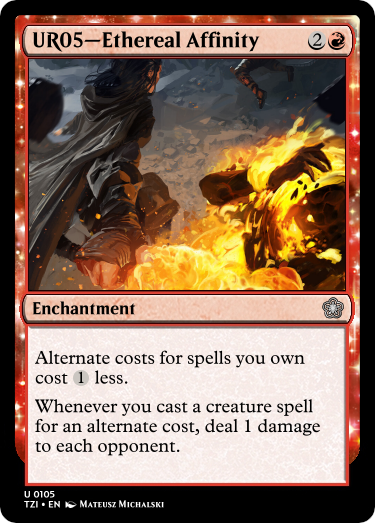 UR05—Ethereal Affinity 2
Enchantment
Alternate costs for spells you own
cost 1 less.
Whenever you cast a creature spell
for an alternate cost, deal 1 damage
to each opponent.
U 0105
TZI • EN Mateusz Michalski